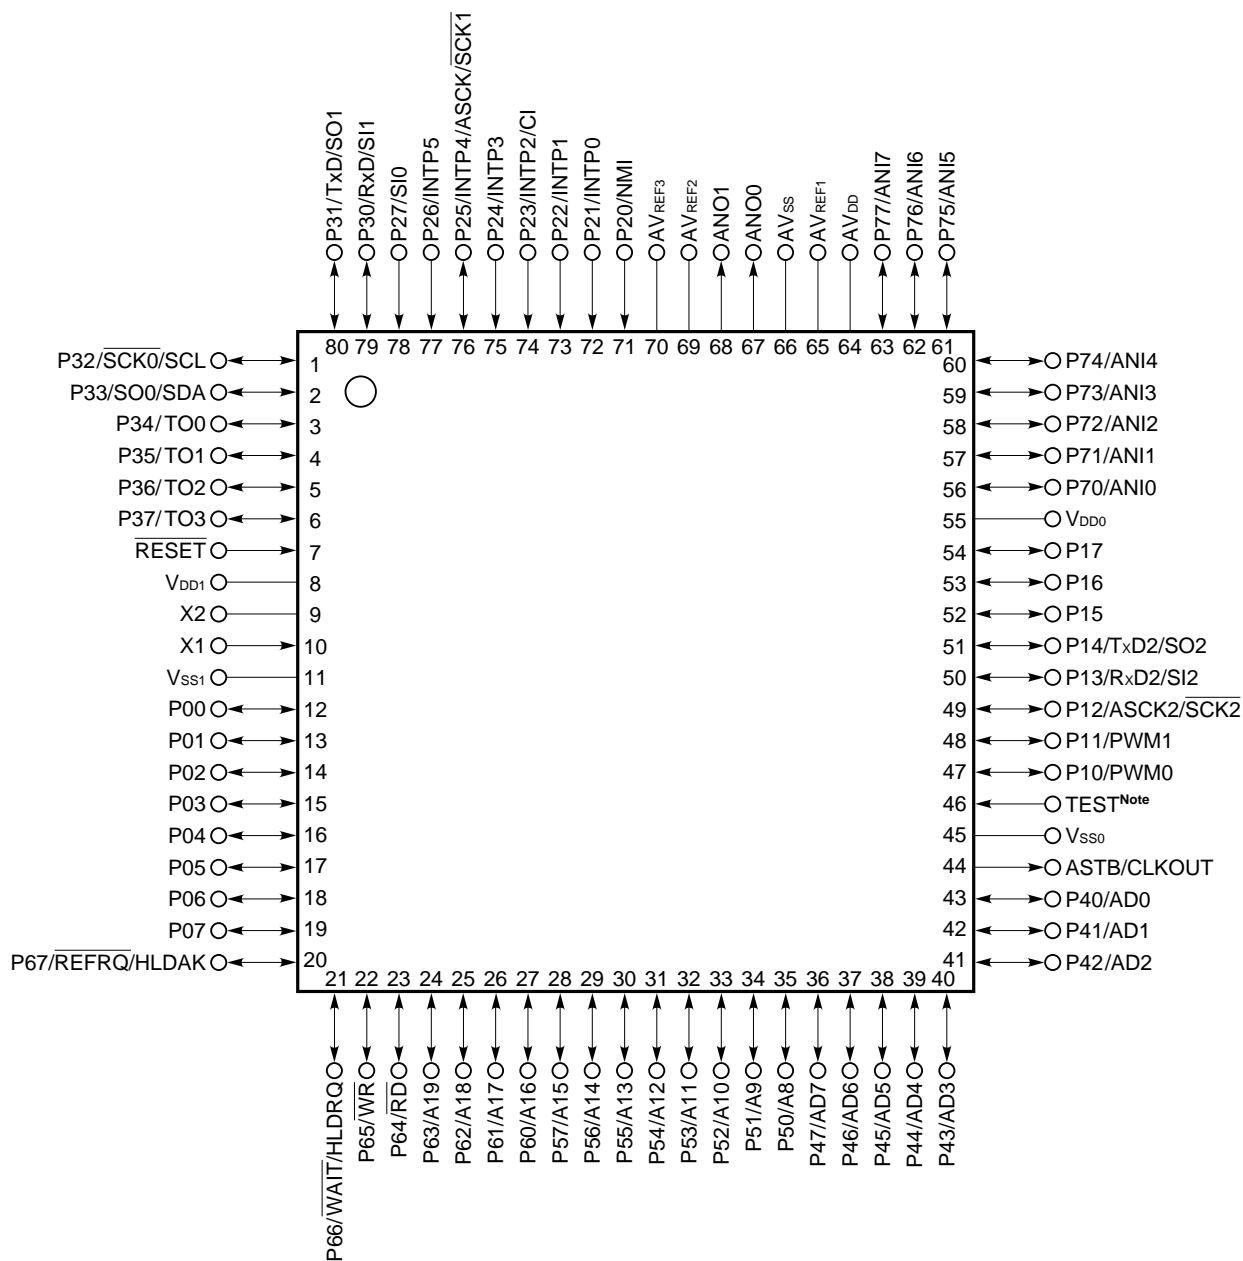 P31/TxD/SO1
P30/RxD/SI1
P27/SI0
P26/INTP5
P25/INTP4/ASCK/SCK1
P24/INTP3
P23/INTP2/CI
P22/INTP1
P21/INTP0
P20/NMI
AVREF3
AVREF2
ANO1
ANO0
AVSS
AVREF1
AVDD
P77/ANI7
P76/ANI6
P75/ANI5
80 79 78 77 76 75 74 73 72 71 70 69 68 67 66 65 64 63 62 61
P32/SCK0/SCL 1 60 P74/ANI4
P33/SO0/SDA 2 59 P73/ANI3
P34/TO0 3 58 P72/ANI2
P35/TO1 4 57 P71/ANI1
P36/TO2 5 56 P70/ANI0
P37/TO3 6 55 VDD0
RESET 7 54 P17
VDD1 8 53 P16
X2 9 52 P15
X1 10 51 P14/TxD2/SO2
VSS1 11 50 P13/RxD2/SI2
P00 12 49 P12/ASCK2/SCK2
P01 13 48 P11/PWM1
P02 14 47 P10/PWM0
P03 15 46 TESTNote
P04 16 45 VSS0
P05 17 44 ASTB/CLKOUT
P06 18 43 P40/AD0
P07 19 42 P41/AD1
P67/REFRQ/HLDAK 20 41 P42/AD2
21 22 23 24 25 26 27 28 29 30 31 32 33 34 35 36 37 38 39 40
P66/WAIT/HLDRQ
P65/WR
P64/RD
P63/A19
P62/A18
P61/A17
P60/A16
P57/A15
P56/A14
P55/A13
P54/A12
P53/A11
P52/A10
P51/A9
P50/A8
P47/AD7
P46/AD6
P45/AD5
P44/AD4
P43/AD3